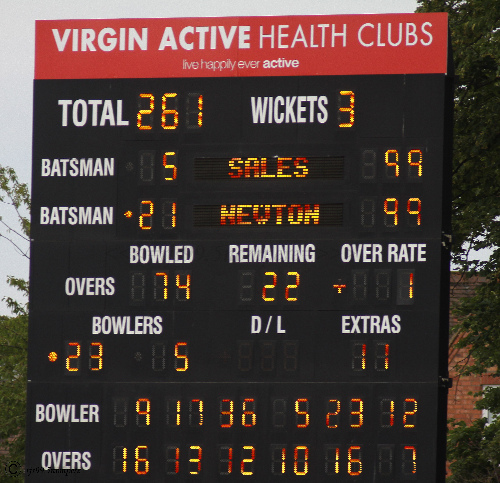 VIRGIN ACTIVE HEALTH CLUBS
live happily ever active
TOTAL 261 WICKETS 3
BATSMAN 5 SALES 99
BATSMAN 21 NEWTON 99
BOWLED REMAINING OVER RATE
OVERS 74 22 + 1
BOWLERS D / L EXTRAS
23 5 11
BOWLER 9 17 36 5 23 12
OVERS 16 13 12 10 16 7